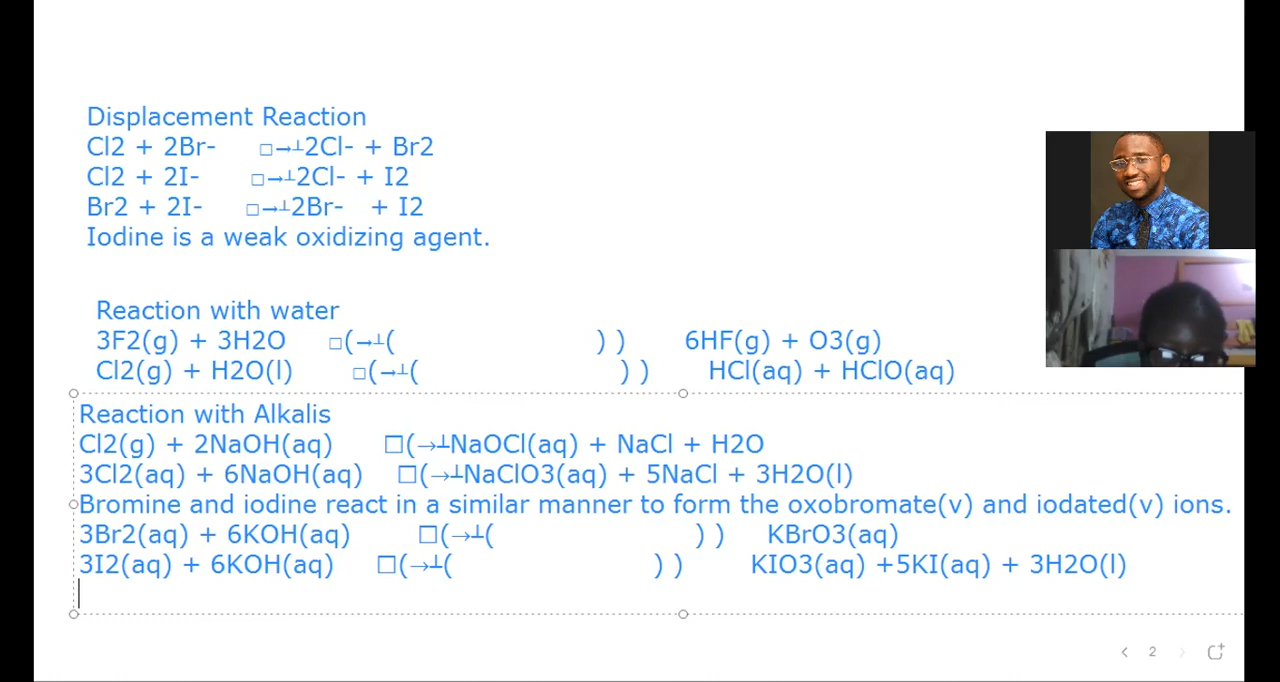 Displacement Reaction
Cl2 + 2Br- □→┴2Cl- + Br2
Cl2 + 2I- □→┴2Cl- + I2
Br2 + 2I- □→┴2Br- + I2
Iodine is a weak oxidizing agent.
Reaction with water
3F2(g) + 3H2O □(→┴( ) ) 6HF(g) + O3(g)
Cl2(g) + H2O(l) □(→┴( ) ) HCl(aq) + HClO(aq)
Reaction with Alkalis
Cl2(g) + 2NaOH(aq) □(→┴NaOCl(aq) + NaCl + H2O
3Cl2(aq) + 6NaOH(aq) □(→┴NaClO3(aq) + 5NaCl + 3H2O(l)
Bromine and iodine react in a similar manner to form the oxobromate(v) and iodated(v) ions.
3Br2(aq) + 6KOH(aq) □(→┴( ) ) KBrO3(aq)
3I2(aq) + 6KOH(aq) □(→┴( ) ) KIO3(aq) +5KI(aq) + 3H2O(l)
2